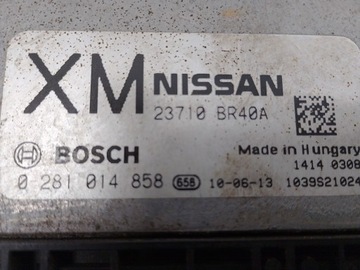 XM NISSAN
23710 BR40A
BOSCH Made in Hungary
1414 0308
0 281 014 858 658 10-06-13 1039S21024